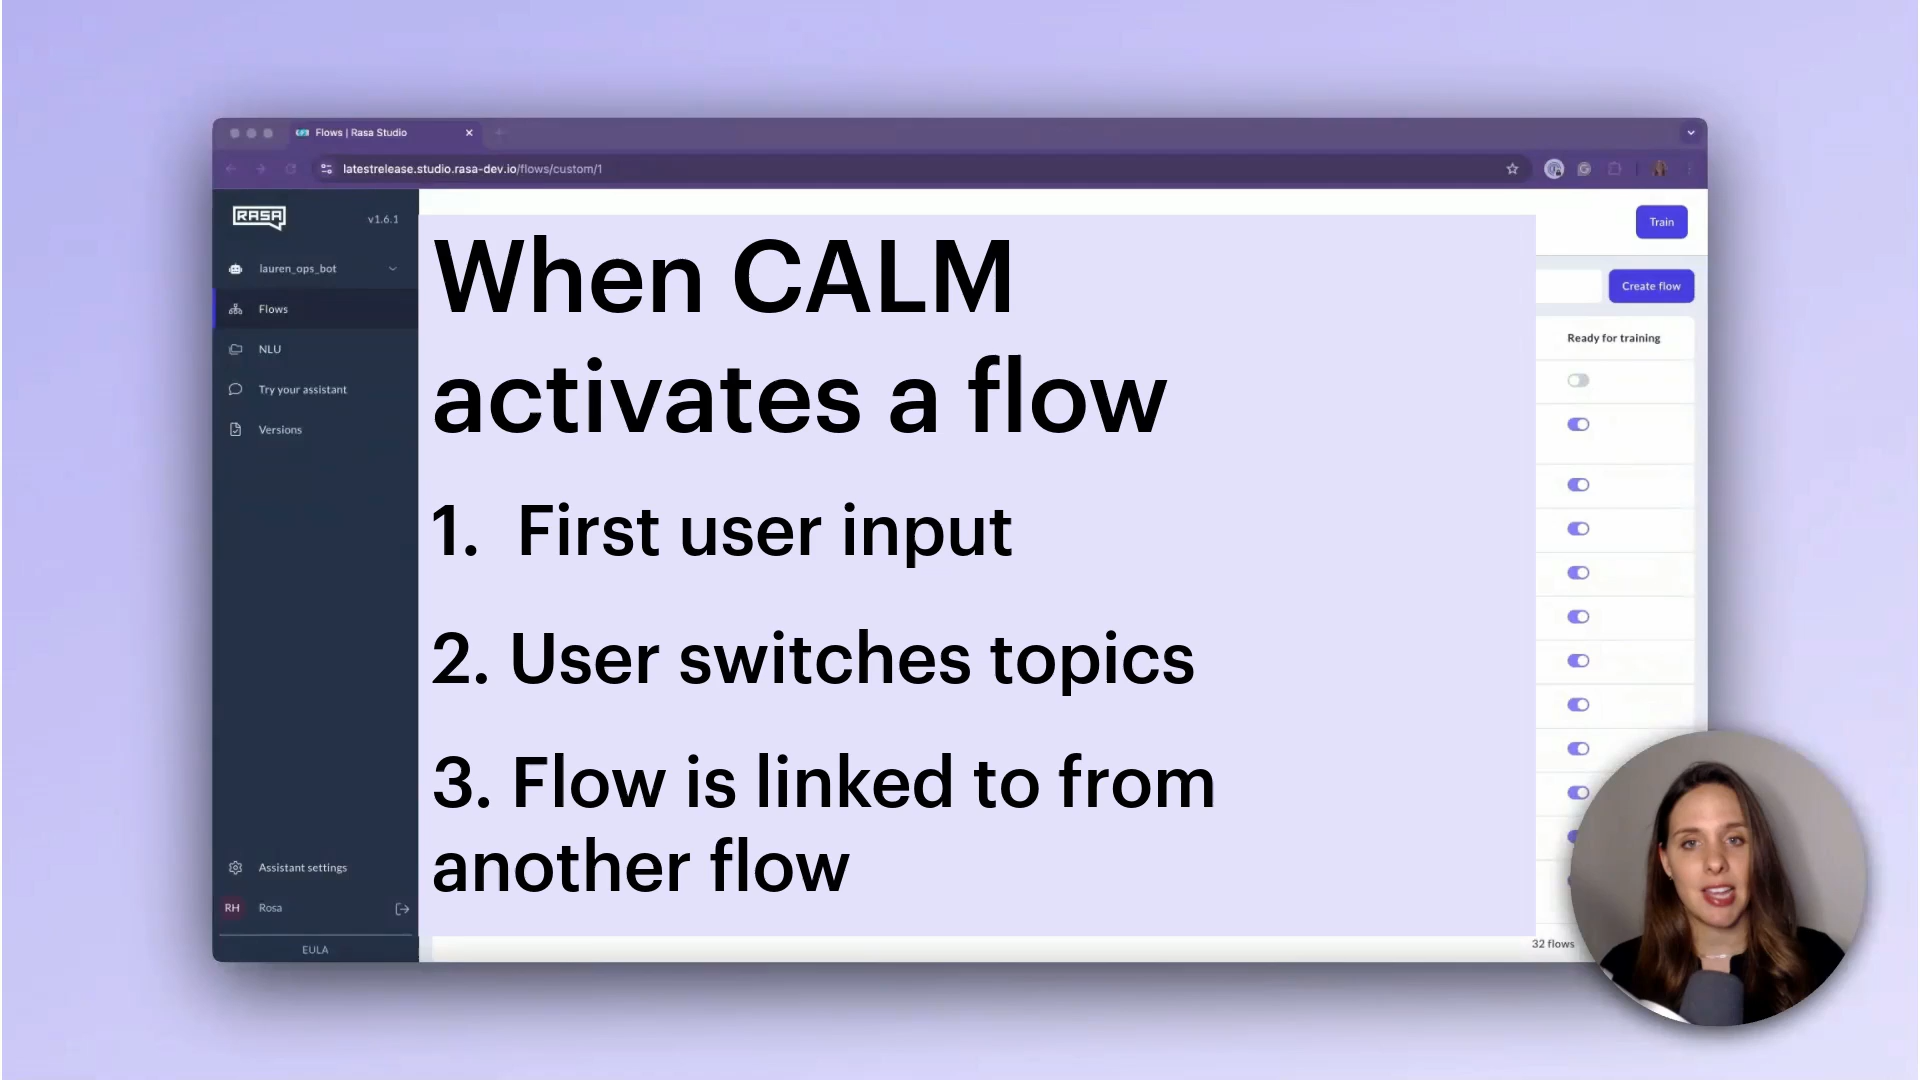 Flows | Rasa Studio
latestrelease.studio.rasa-dev.io/flows/custom/1
RASA
v1.6.1
Train
lauren_ops_bot
Create flow
Flows
Ready for training
NLU
Try your assistant
Versions
When CALM
activates a flow
1. First user input
2. User switches topics
3. Flow is linked to from
another flow
Assistant settings
RH
Rosa
32 flows
EULA